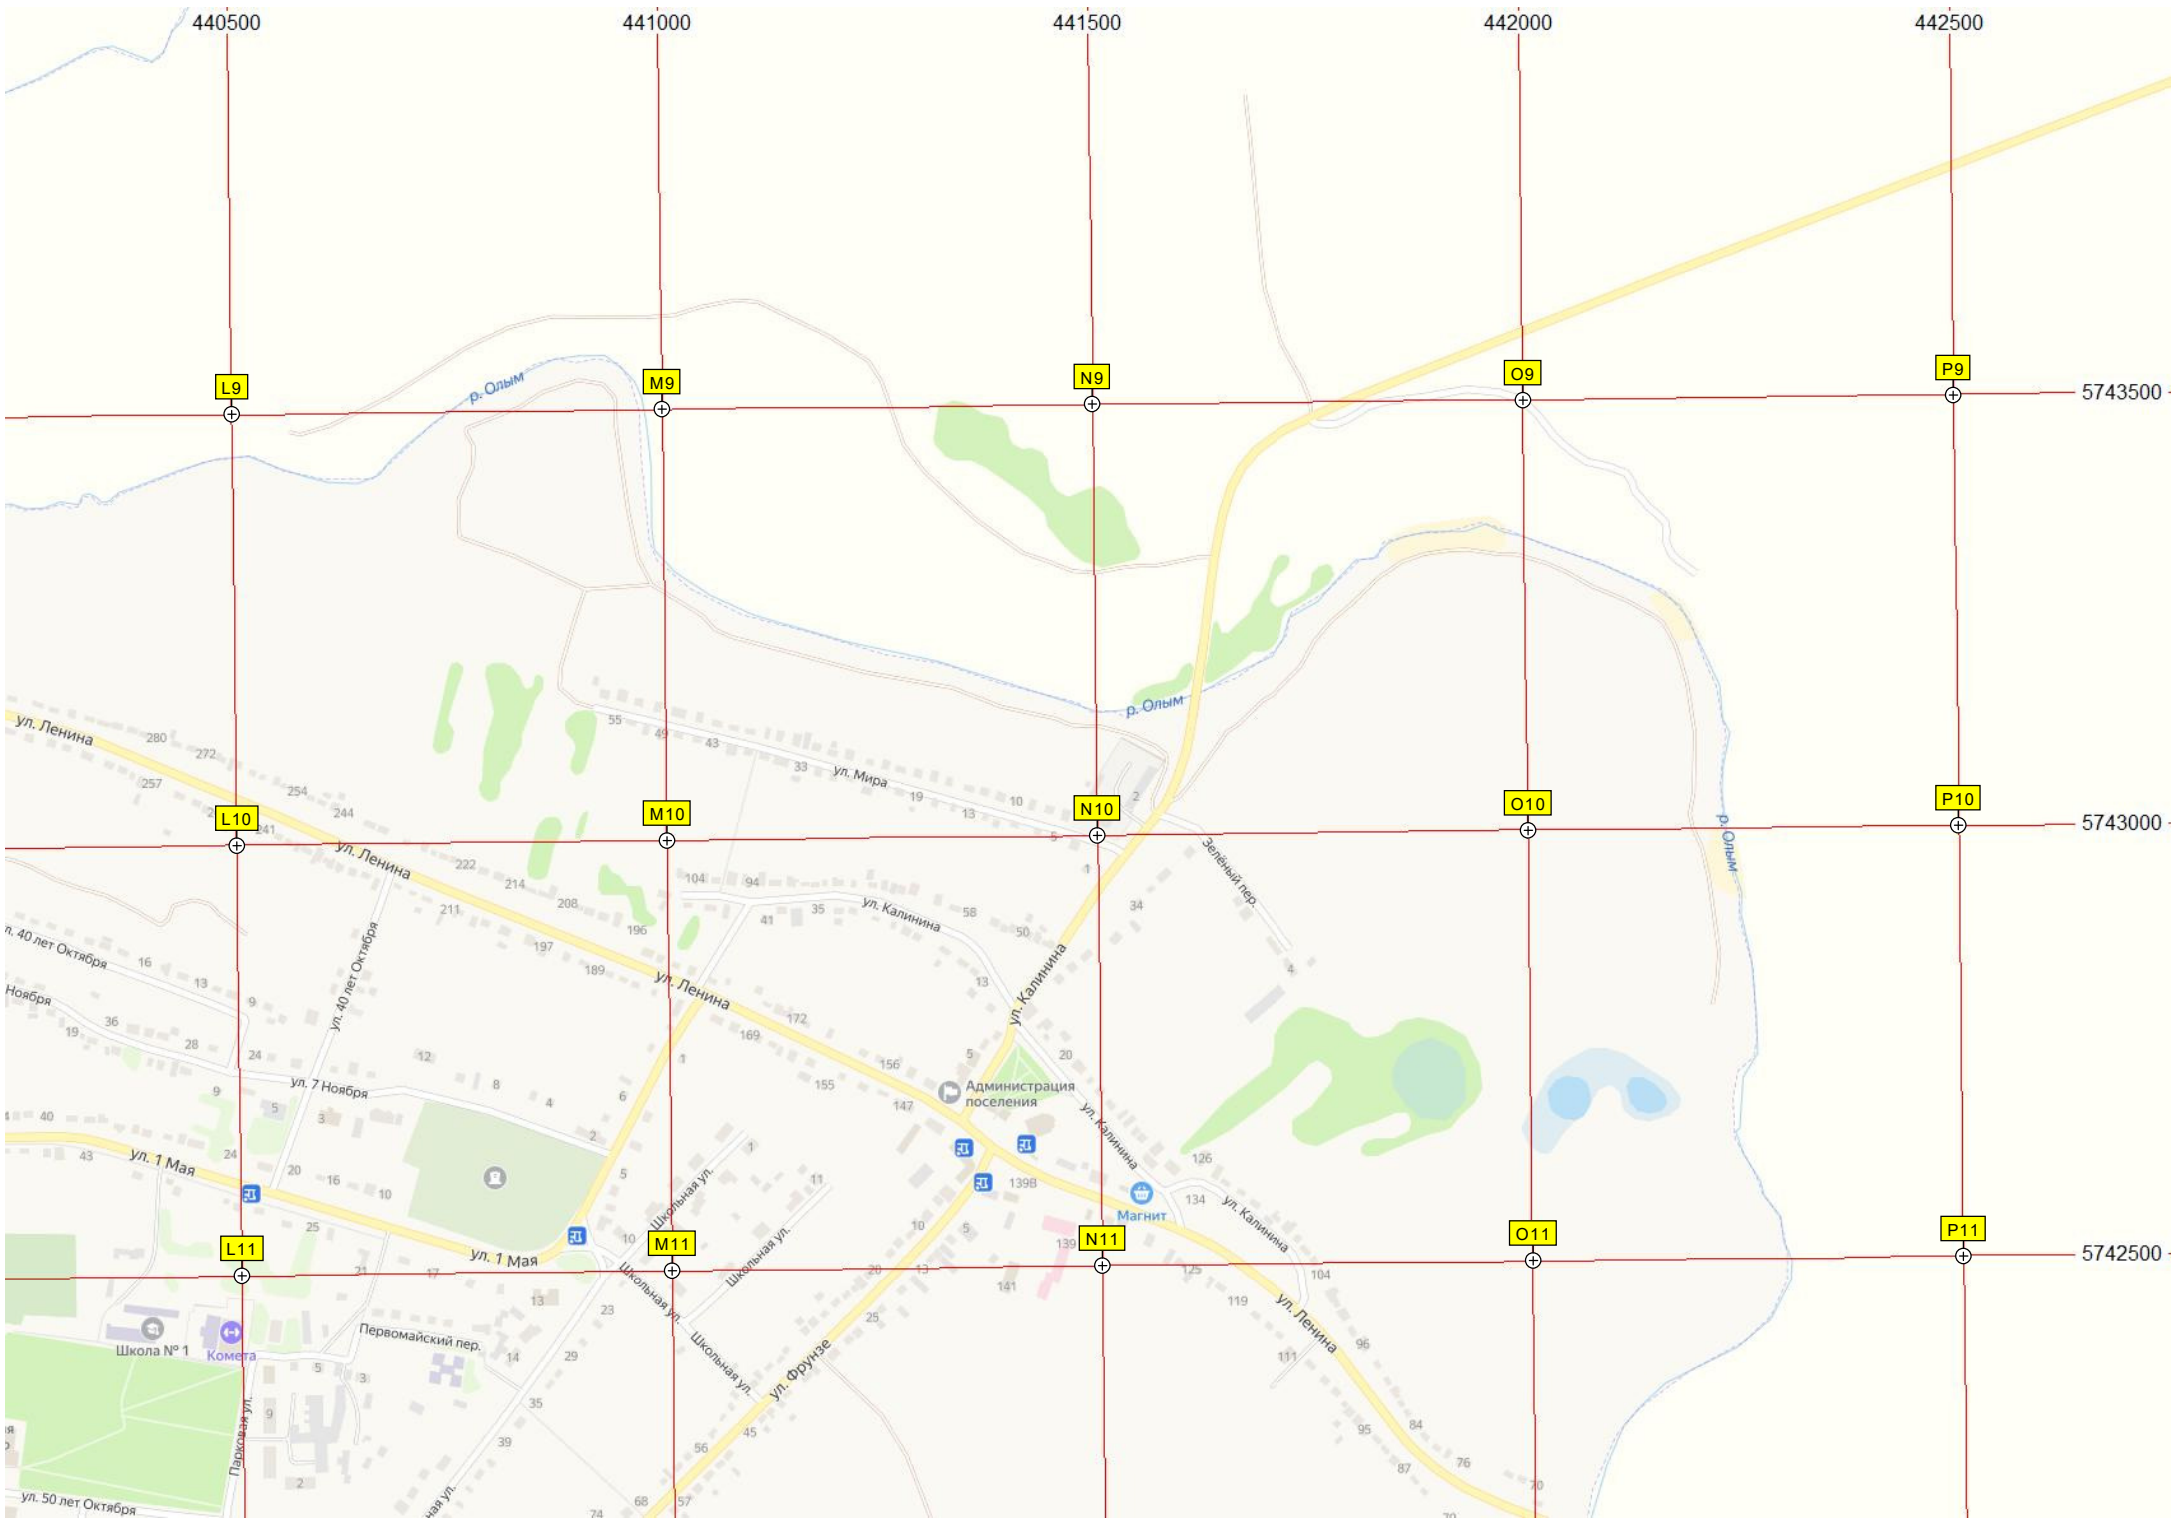 440500 441000 441500 442000 442500
L9 M9 N9 O9 P9
5743500
р. Олым
р. Олым
ул. Ленина
280
272
257
254
244
241
55
49
43
33
ул. Мира
19
13
10
5
2
1
L10 M10 N10 O10 P10
5743000
р. Олым
Зелёный пер.
ул. Ленина
222
214
208
211
196
197
189
104
94
41
35
ул. Калинина
58
50
34
4
13
40 лет Октября
16
13
9
ул. 40 лет Октября
Ноября
36
19
28
24
12
8
4
6
2
ул. 7 Ноября
9
5
3
1
ул. Ленина
172
169
156
155
147
ул. Калинина
5
20
Администрация
поселения
ул. Калинина
40
43
ул. 1 Мая
24
20
16
10
25
5
10
Школьная ул.
1
11
139В
10
5
126
134
Магнит
ул. Калинина
L11 M11 N11 O11 P11
5742500
21
17
ул. 1 Мая
13
23
Школьная ул.
Школьная ул.
20
13
139
141
125
119
104
ул. Ленина
111
96
25
Школа № 1
Комета
Первомайский пер.
14
29
5
3
Школьная ул.
ул. Фрунзе
35
39
9
2
Парковая ул.
45
56
57
68
74
84
95
87
76
70
ул. 50 лет Октября
ная ул.